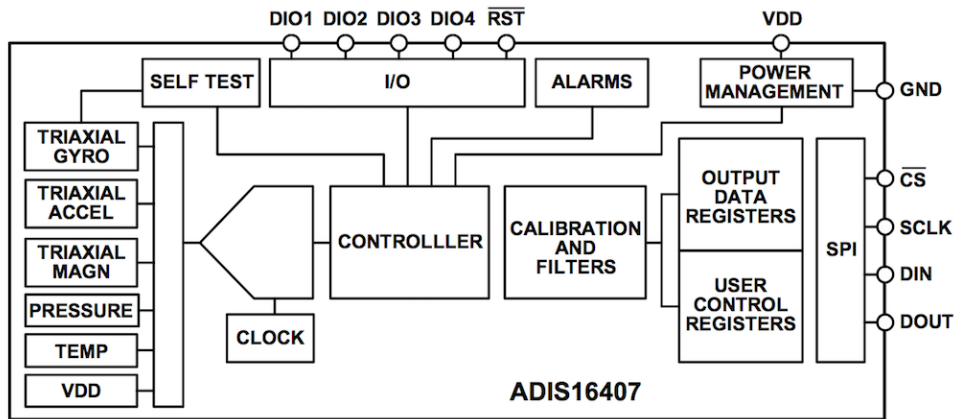 DIO1 DIO2 DIO3 DIO4 RST VDD
SELF TEST
I/O
ALARMS
POWER
MANAGEMENT
GND
TRIAXIAL
GYRO
TRIAXIAL
ACCEL
TRIAXIAL
MAGN
PRESSURE
TEMP
VDD
CLOCK
CONTROLLLER
CALIBRATION
AND
FILTERS
OUTPUT
DATA
REGISTERS
USER
CONTROL
REGISTERS
SPI
CS
SCLK
DIN
DOUT
ADIS16407